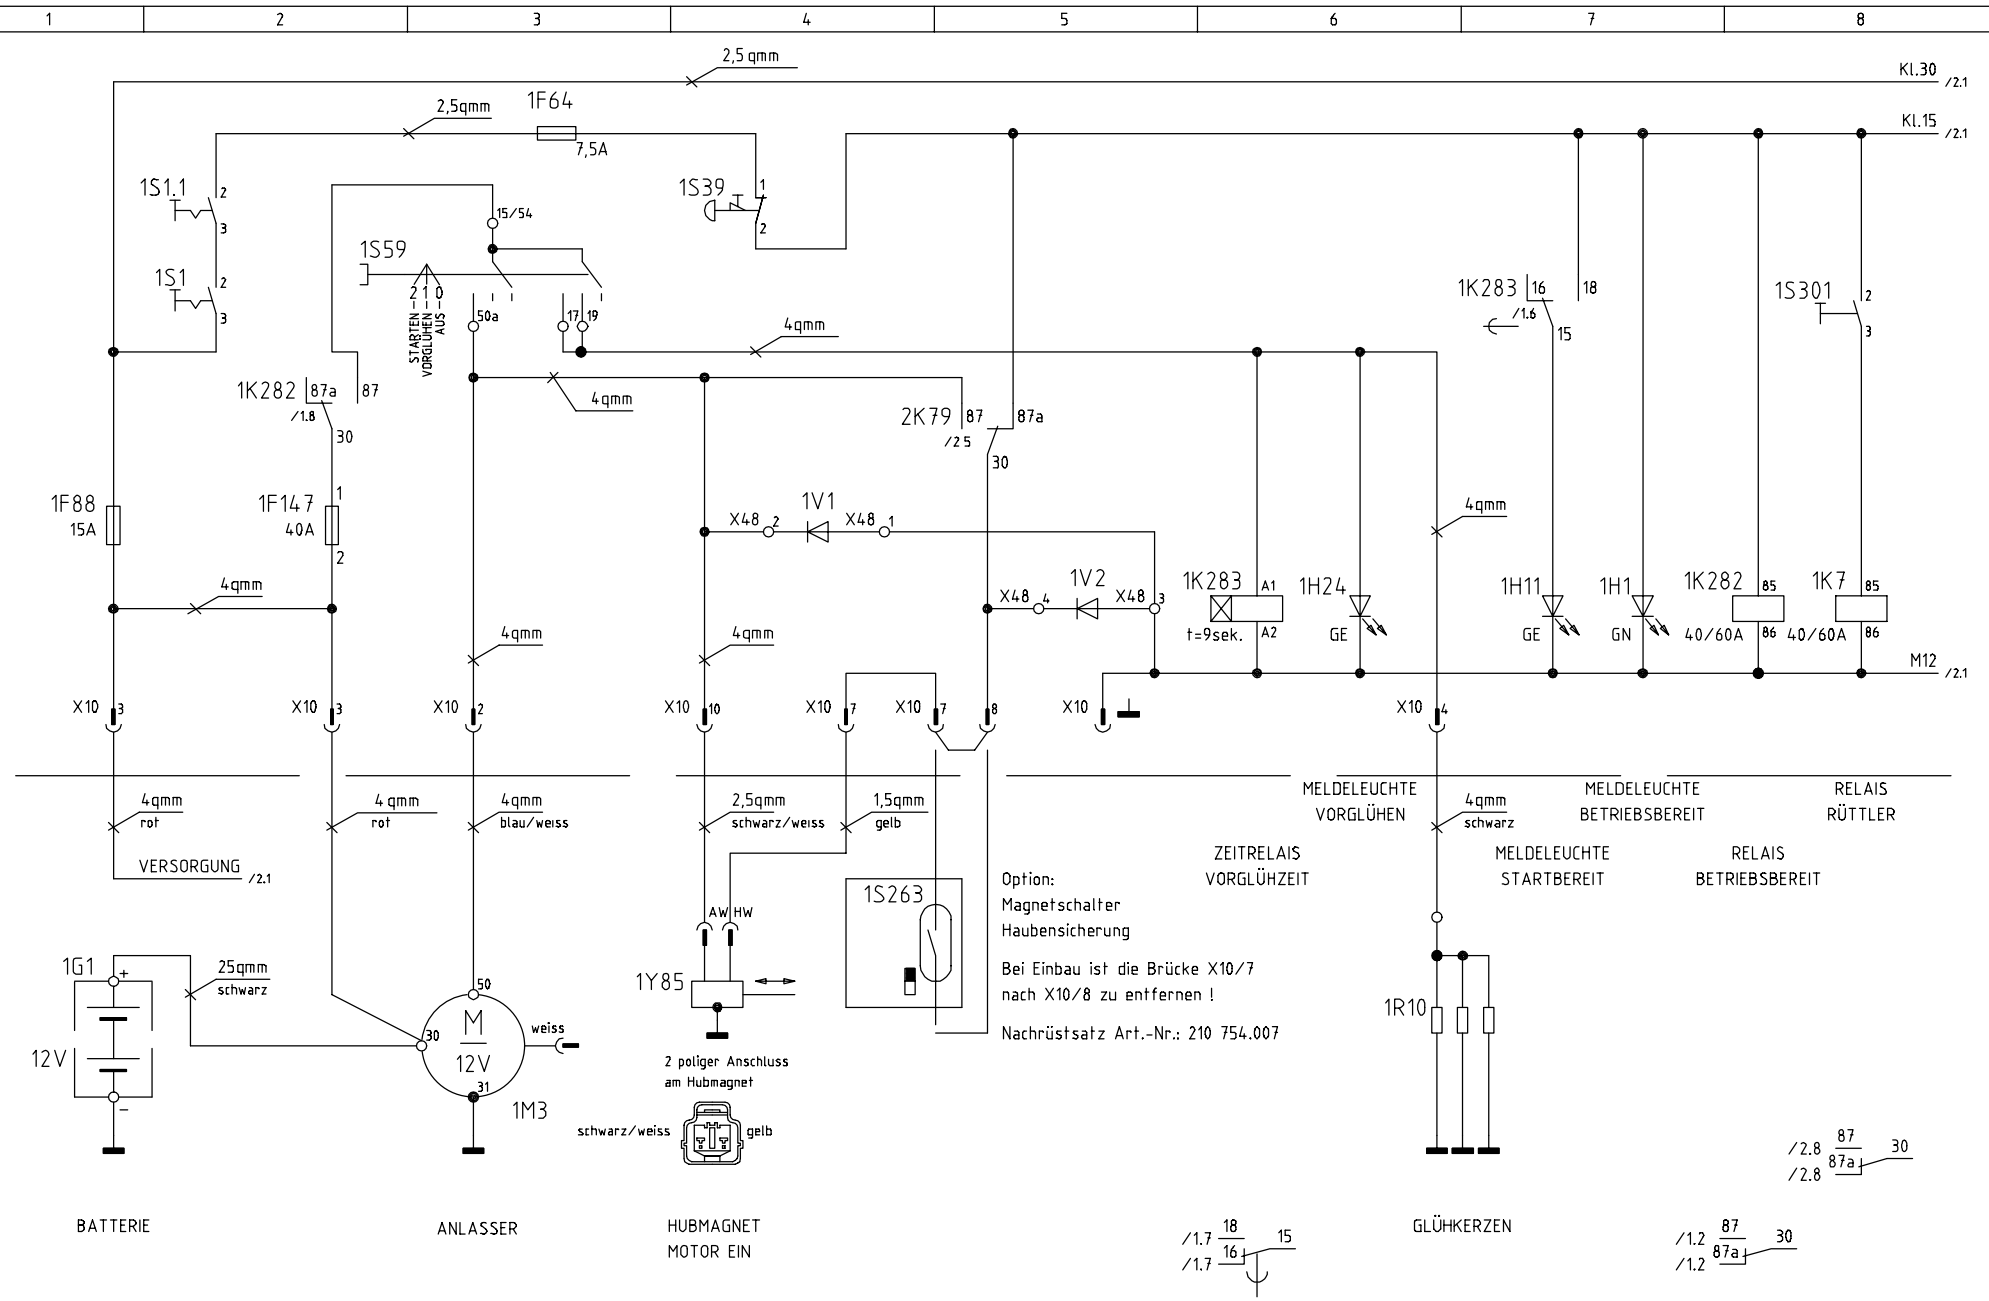 1 2 3 4 5 6 7 8
2,5 qmm
Kl.30 /2.1
2,5qmm
1F64
7,5A
Kl.15 /2.1
1S1.1
2
3
1S39
1
2
15/54
1S59
1S1
2
3
2 1 0
STARTEN
VORGLÜHEN
AUS
50a
17 19
4qmm
1K283 16 18
/1.6
15
1S301
2
3
1K282 87a 87
/1.8
30
4qmm
2K79 87 87a
/2 5
30
1F88
15A
1F147
40A
1
2
X48 2 1V1 X48 1
4qmm
4qmm
X48 4 1V2 X48 3
1K283 A1
A2
t=9sek.
1H24
GE
1H11
GE
1H1
GN
1K282 85
40/60A 86
1K7 85
40/60A 86
4qmm
4qmm
M12 /2.1
X10 3
X10 3
X10 2
X10 10
X10 7
X10 7
8
X10
X10 4
4qmm
rot
4qmm
rot
4qmm
blau/weiss
2,5qmm
schwarz/weiss
1,5qmm
gelb
4qmm
schwarz
MELDELEUCHTE
VORGLÜHEN
MELDELEUCHTE
BETRIEBSBEREIT
RELAIS
RÜTTLER
ZEITRELAIS
VORGLÜHZEIT
MELDELEUCHTE
STARTBEREIT
RELAIS
BETRIEBSBEREIT
VERSORGUNG /2.1
1S263
Option:
Magnetschalter
Haubensicherung
Bei Einbau ist die Brücke X10/7
nach X10/8 zu entfernen !
Nachrüstsatz Art.-Nr.: 210 754.007
AW HW
1Y85
1G1
+
12V
−
25qmm
schwarz
50
M
12V
30
31
weiss
1M3
1R10
2 poliger Anschluss
am Hubmagnet
schwarz/weiss
gelb
BATTERIE
ANLASSER
HUBMAGNET
MOTOR EIN
GLÜHKERZEN
/2.8 87 30
/2.8 87a
/1.7 18 15
/1.7 16
/1.2 87 30
/1.2 87a